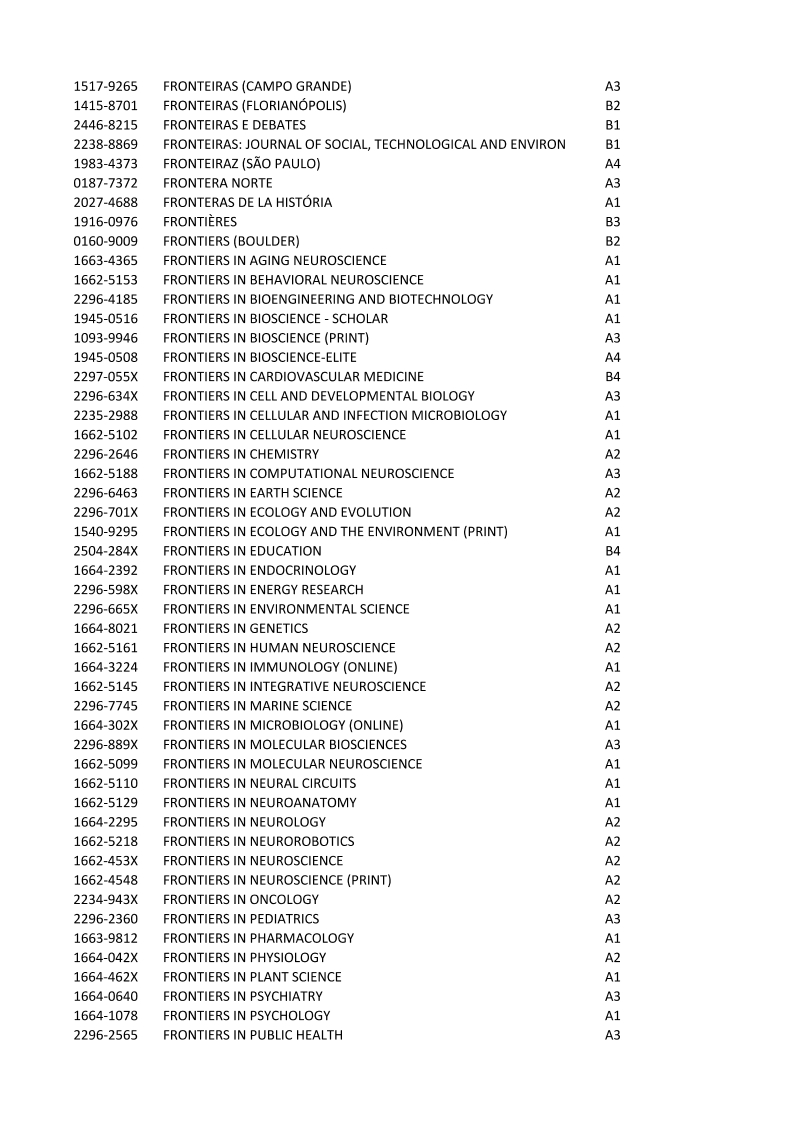 1517-9265 FRONTEIRAS (CAMPO GRANDE) A3
1415-8701 FRONTEIRAS (FLORIANÓPOLIS) B2
2446-8215 FRONTEIRAS E DEBATES B1
2238-8869 FRONTEIRAS: JOURNAL OF SOCIAL, TECHNOLOGICAL AND ENVIRON B1
1983-4373 FRONTEIRAZ (SÃO PAULO) A4
0187-7372 FRONTERA NORTE A3
2027-4688 FRONTERAS DE LA HISTÓRIA A1
1916-0976 FRONTIÈRES B3
0160-9009 FRONTIERS (BOULDER) B2
1663-4365 FRONTIERS IN AGING NEUROSCIENCE A1
1662-5153 FRONTIERS IN BEHAVIORAL NEUROSCIENCE A1
2296-4185 FRONTIERS IN BIOENGINEERING AND BIOTECHNOLOGY A1
1945-0516 FRONTIERS IN BIOSCIENCE - SCHOLAR A1
1093-9946 FRONTIERS IN BIOSCIENCE (PRINT) A3
1945-0508 FRONTIERS IN BIOSCIENCE-ELITE A4
2297-055X FRONTIERS IN CARDIOVASCULAR MEDICINE B4
2296-634X FRONTIERS IN CELL AND DEVELOPMENTAL BIOLOGY A3
2235-2988 FRONTIERS IN CELLULAR AND INFECTION MICROBIOLOGY A1
1662-5102 FRONTIERS IN CELLULAR NEUROSCIENCE A1
2296-2646 FRONTIERS IN CHEMISTRY A2
1662-5188 FRONTIERS IN COMPUTATIONAL NEUROSCIENCE A3
2296-6463 FRONTIERS IN EARTH SCIENCE A2
2296-701X FRONTIERS IN ECOLOGY AND EVOLUTION A2
1540-9295 FRONTIERS IN ECOLOGY AND THE ENVIRONMENT (PRINT) A1
2504-284X FRONTIERS IN EDUCATION B4
1664-2392 FRONTIERS IN ENDOCRINOLOGY A1
2296-598X FRONTIERS IN ENERGY RESEARCH A1
2296-665X FRONTIERS IN ENVIRONMENTAL SCIENCE A1
1664-8021 FRONTIERS IN GENETICS A2
1662-5161 FRONTIERS IN HUMAN NEUROSCIENCE A2
1664-3224 FRONTIERS IN IMMUNOLOGY (ONLINE) A1
1662-5145 FRONTIERS IN INTEGRATIVE NEUROSCIENCE A2
2296-7745 FRONTIERS IN MARINE SCIENCE A2
1664-302X FRONTIERS IN MICROBIOLOGY (ONLINE) A1
2296-889X FRONTIERS IN MOLECULAR BIOSCIENCES A3
1662-5099 FRONTIERS IN MOLECULAR NEUROSCIENCE A1
1662-5110 FRONTIERS IN NEURAL CIRCUITS A1
1662-5129 FRONTIERS IN NEUROANATOMY A1
1664-2295 FRONTIERS IN NEUROLOGY A2
1662-5218 FRONTIERS IN NEUROROBOTICS A2
1662-453X FRONTIERS IN NEUROSCIENCE A2
1662-4548 FRONTIERS IN NEUROSCIENCE (PRINT) A2
2234-943X FRONTIERS IN ONCOLOGY A2
2296-2360 FRONTIERS IN PEDIATRICS A3
1663-9812 FRONTIERS IN PHARMACOLOGY A1
1664-042X FRONTIERS IN PHYSIOLOGY A2
1664-462X FRONTIERS IN PLANT SCIENCE A1
1664-0640 FRONTIERS IN PSYCHIATRY A3
1664-1078 FRONTIERS IN PSYCHOLOGY A1
2296-2565 FRONTIERS IN PUBLIC HEALTH A3